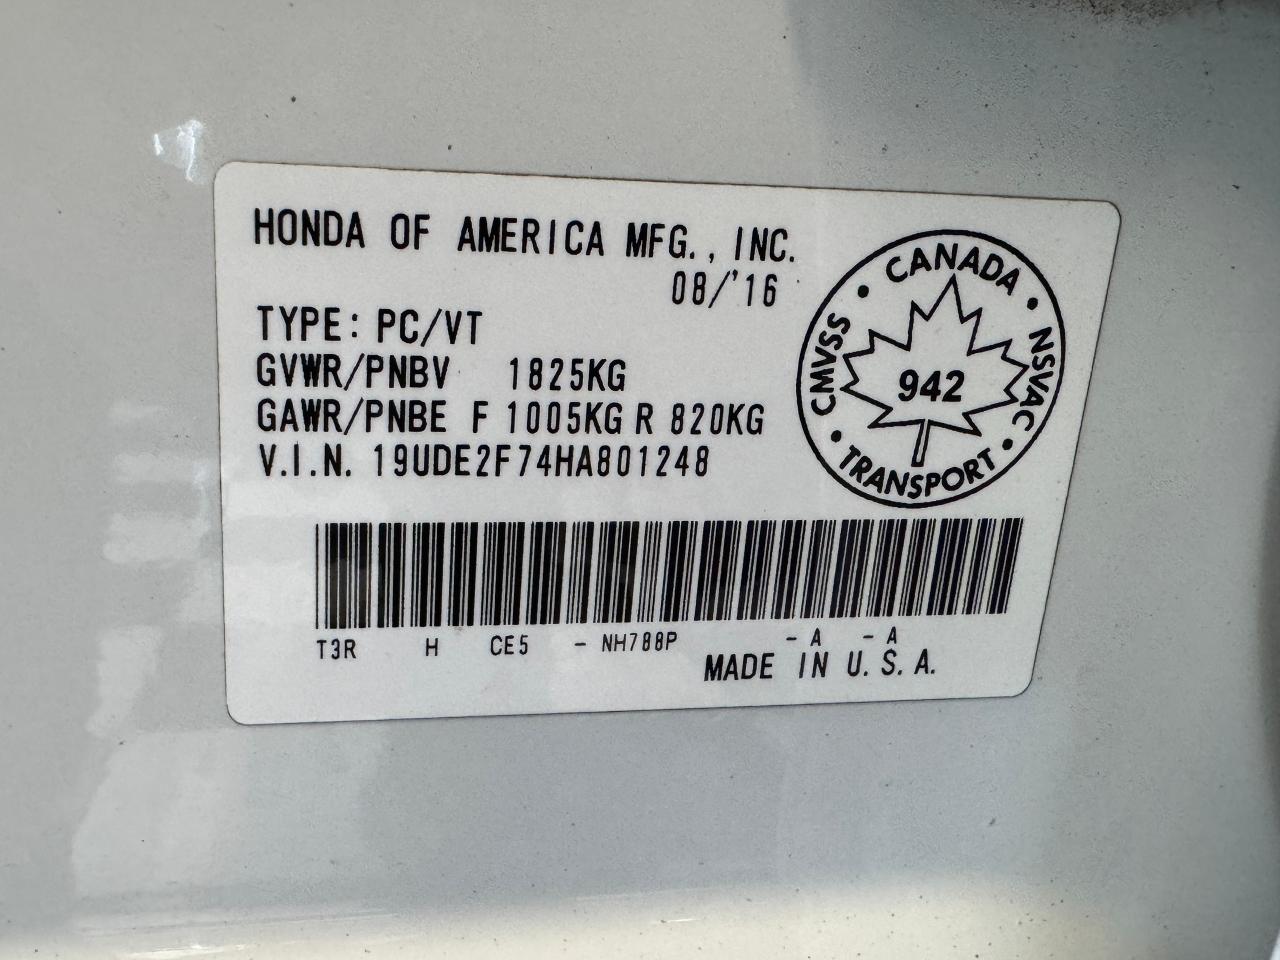 HONDA OF AMERICA MFG., INC.
08/'16
TYPE: PC/VT
GVWR/PNBV 1825KG
GAWR/PNBE F 1005KG R 820KG
V.I.N. 19UDE2F74HA801248
CANADA
CMVSS
NSVAC
942
TRANSPORT
T3R H CE5 - NH788P - A - A
MADE IN U.S.A.